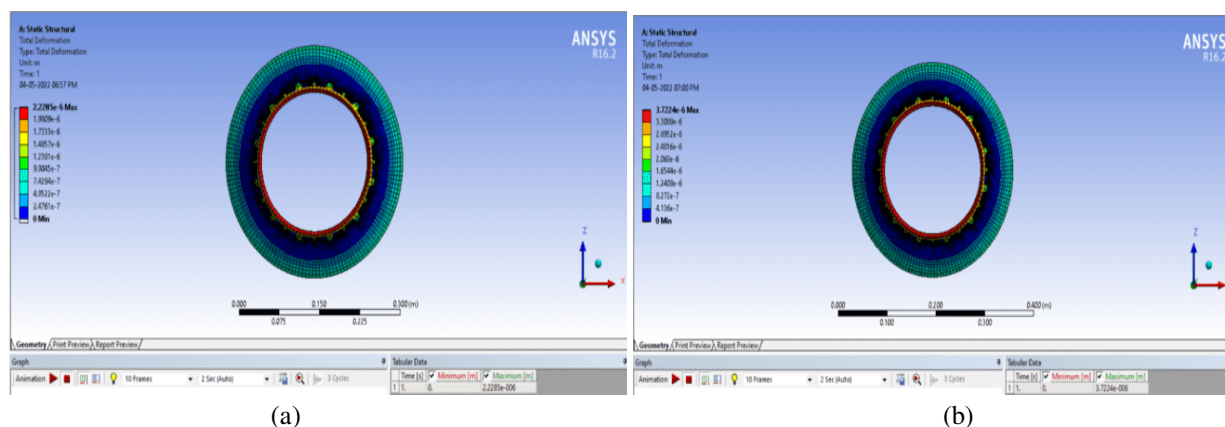 A: Static Structural
Total Deformation
Type: Total Deformation
Unit: m
Time: 1
04-05-2022 06:57 PM
2.2285e-6 Max
1.9809e-6
1.7333e-6
1.4857e-6
1.2381e-6
9.9045e-7
7.4284e-7
4.9522e-7
2.4761e-7
0 Min
ANSYS
R16.2
Z
X
0.000 0.150 0.300 (m)
0.075 0.225
Geometry Print Preview Report Preview
Graph
Animation 10 Frames 2 Sec (Auto) 3 Cycles
Tabular Data
Time [s] Minimum [m] Maximum [m]
1 1. 0. 2.2285e-006
(a)
A: Static Structural
Total Deformation
Type: Total Deformation
Unit: m
Time: 1
04-05-2022 07:00 PM
3.7224e-6 Max
3.3088e-6
2.8952e-6
2.4816e-6
2.068e-6
1.6544e-6
1.2408e-6
8.272e-7
4.136e-7
0 Min
ANSYS
R16.2
Z
0.000 0.200 0.400 (m)
0.100 0.300
Geometry Print Preview Report Preview
Graph
Animation 10 Frames 2 Sec (Auto) 3 Cycles
Tabular Data
Time [s] Minimum [m] Maximum [m]
1 1. 0. 3.7224e-006
(b)